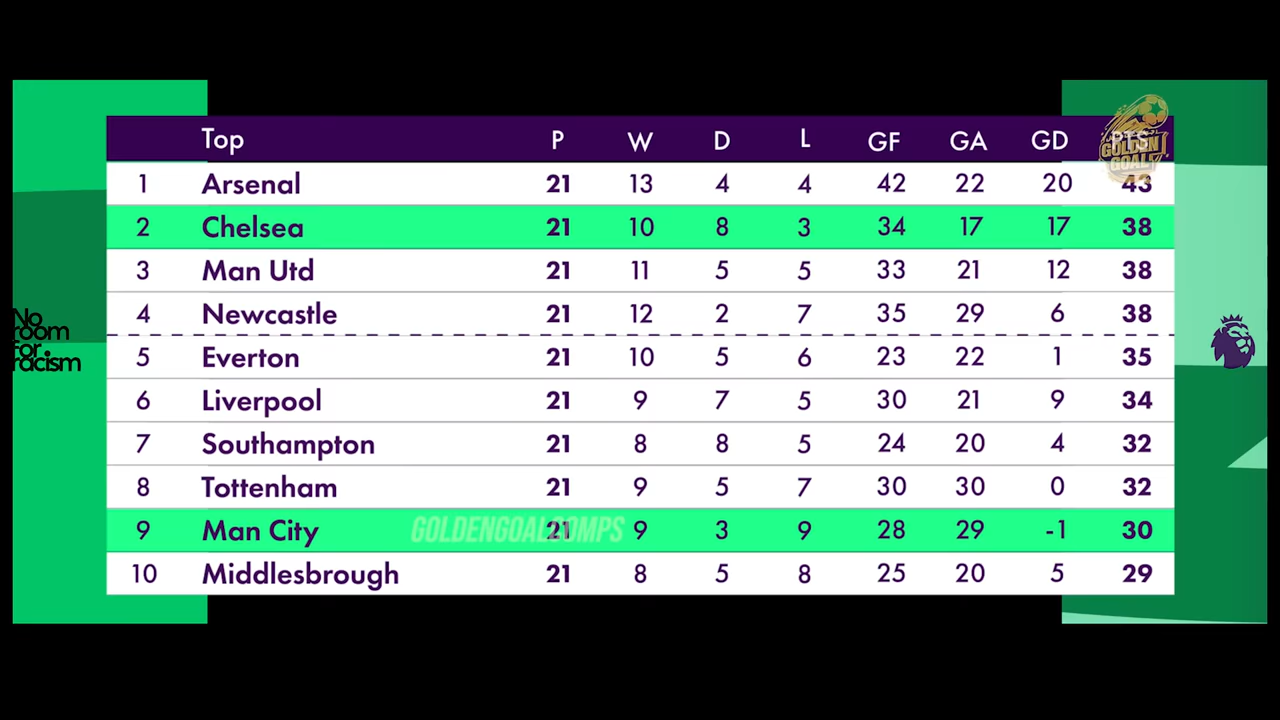 Top P W D L GF GA GD PTS
1 Arsenal 21 13 4 4 42 22 20 43
2 Chelsea 21 10 8 3 34 17 17 38
3 Man Utd 21 11 5 5 33 21 12 38
4 Newcastle 21 12 2 7 35 29 6 38
5 Everton 21 10 5 6 23 22 1 35
6 Liverpool 21 9 7 5 30 21 9 34
7 Southampton 21 8 8 5 24 20 4 32
8 Tottenham 21 9 5 7 30 30 0 32
9 Man City 21 9 3 9 28 29 -1 30
10 Middlesbrough 21 8 5 8 25 20 5 29
No
room
for
racism
GOLDEN
GOAL
GOLDENGOALCOMPS